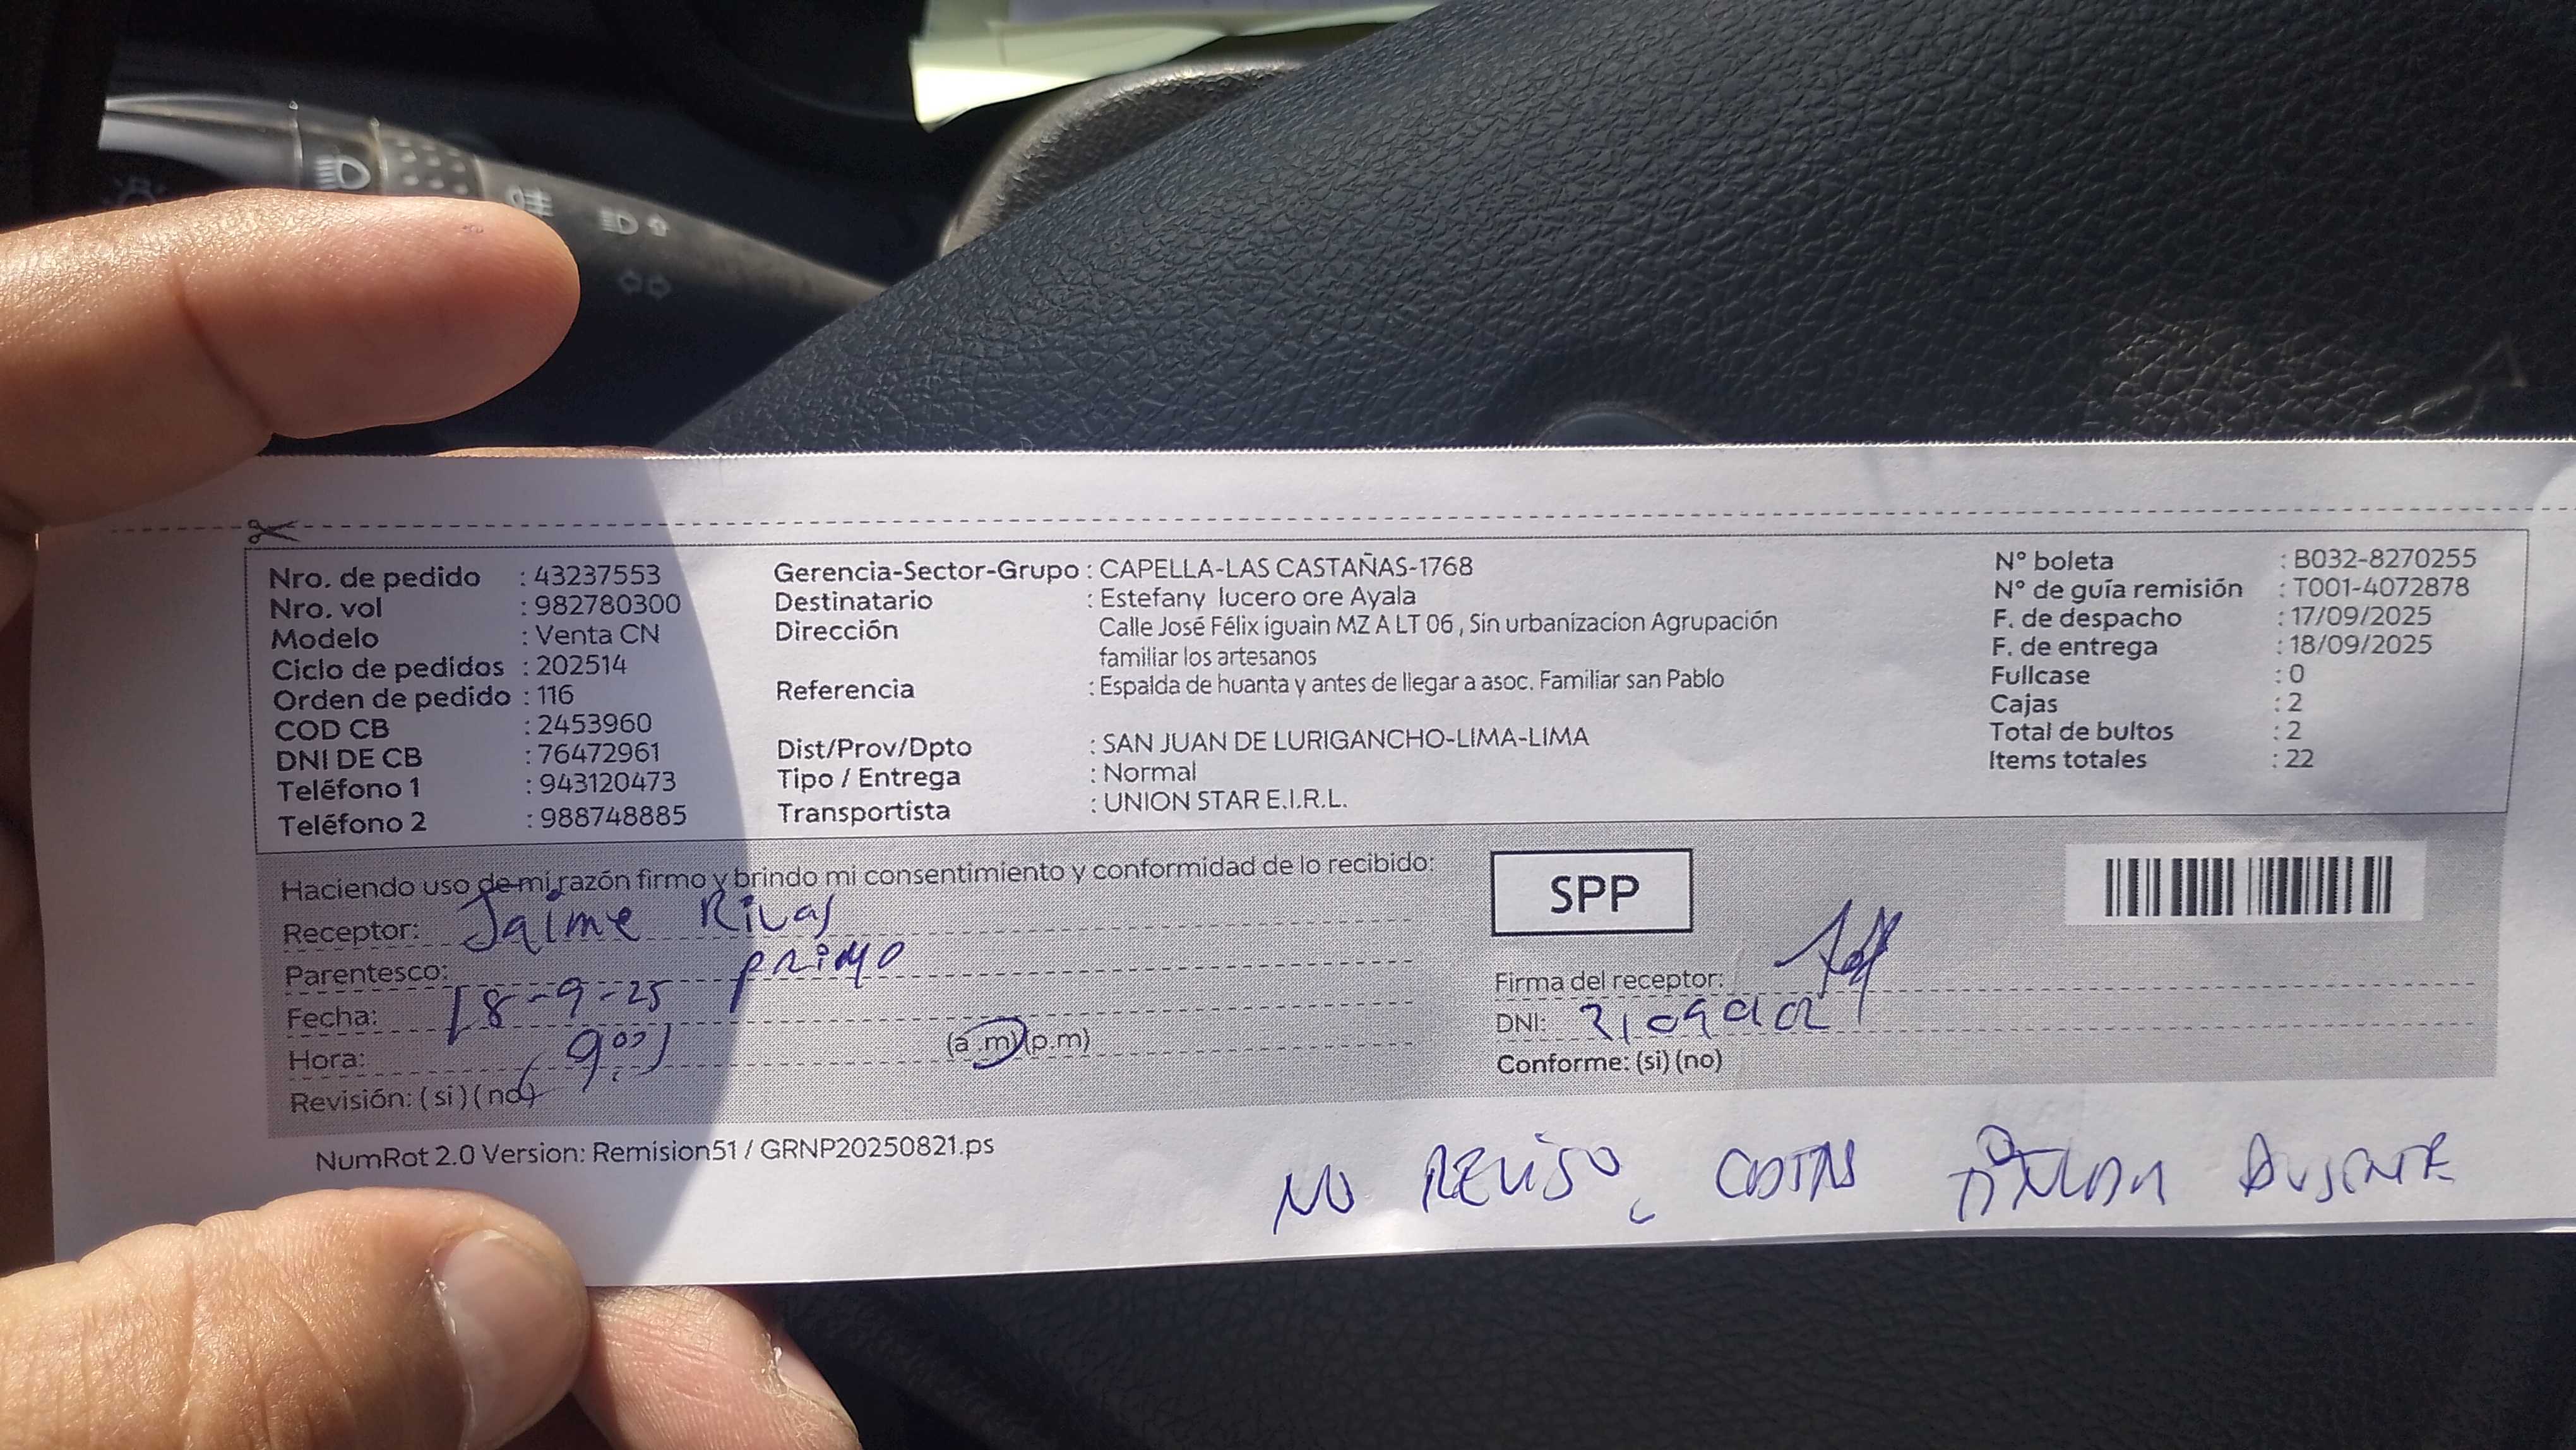 Nro. de pedido : 43237553
Nro. vol : 982780300
Modelo : Venta CN
Ciclo de pedidos : 202514
Orden de pedido : 116
COD CB : 2453960
DNI DE CB : 76472961
Teléfono 1 : 943120473
Teléfono 2 : 988748885
Gerencia-Sector-Grupo : CAPELLA-LAS CASTAÑAS-1768
Destinatario : Estefany lucero ore Ayala
Dirección Calle José Félix iguain MZ A LT 06 , Sin urbanizacion Agrupación
familiar los artesanos
Referencia : Espalda de huanta y antes de llegar a asoc. Familiar san Pablo
Dist/Prov/Dpto : SAN JUAN DE LURIGANCHO-LIMA-LIMA
Tipo / Entrega : Normal
Transportista : UNION STAR E.I.R.L.
N° boleta : B032-8270255
N° de guía remisión : T001-4072878
F. de despacho : 17/09/2025
F. de entrega : 18/09/2025
Fullcase : 0
Cajas : 2
Total de bultos : 2
Items totales : 22
Haciendo uso de mi razón firmo y brindo mi consentimiento y conformidad de lo recibido:
Receptor: Jaime Rivas
Parentesco: PRIMO
Fecha: 18-9-25
Hora: (a.m)(p.m)
Revisión: (si)(no)
SPP
Firma del receptor:
DNI:
Conforme: (si)(no)
NumRot 2.0 Version: Remision51 / GRNP20250821.ps
NO REVISO, AUSENTE